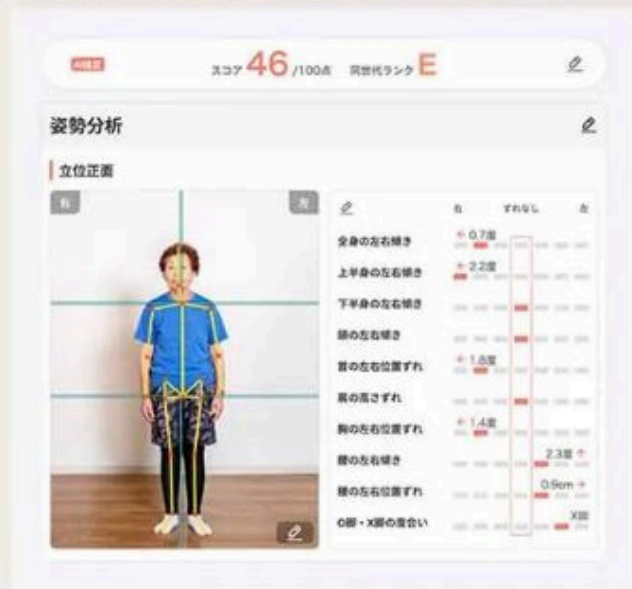 AI推定
スコア 46 /100点 同世代ランク E
姿勢分析
立位正面
右 左
右 ずれなし 左
全身の左右傾き ← 0.7度
上半身の左右傾き ← 2.2度
下半身の左右傾き
頭の左右傾き
首の左右位置ずれ ← 1.8度
肩の高さずれ
胸の左右位置ずれ ← 1.4度
腰の左右傾き 2.3度 ↑
腰の左右位置ずれ 0.9cm →
O脚・X脚の度合い X脚